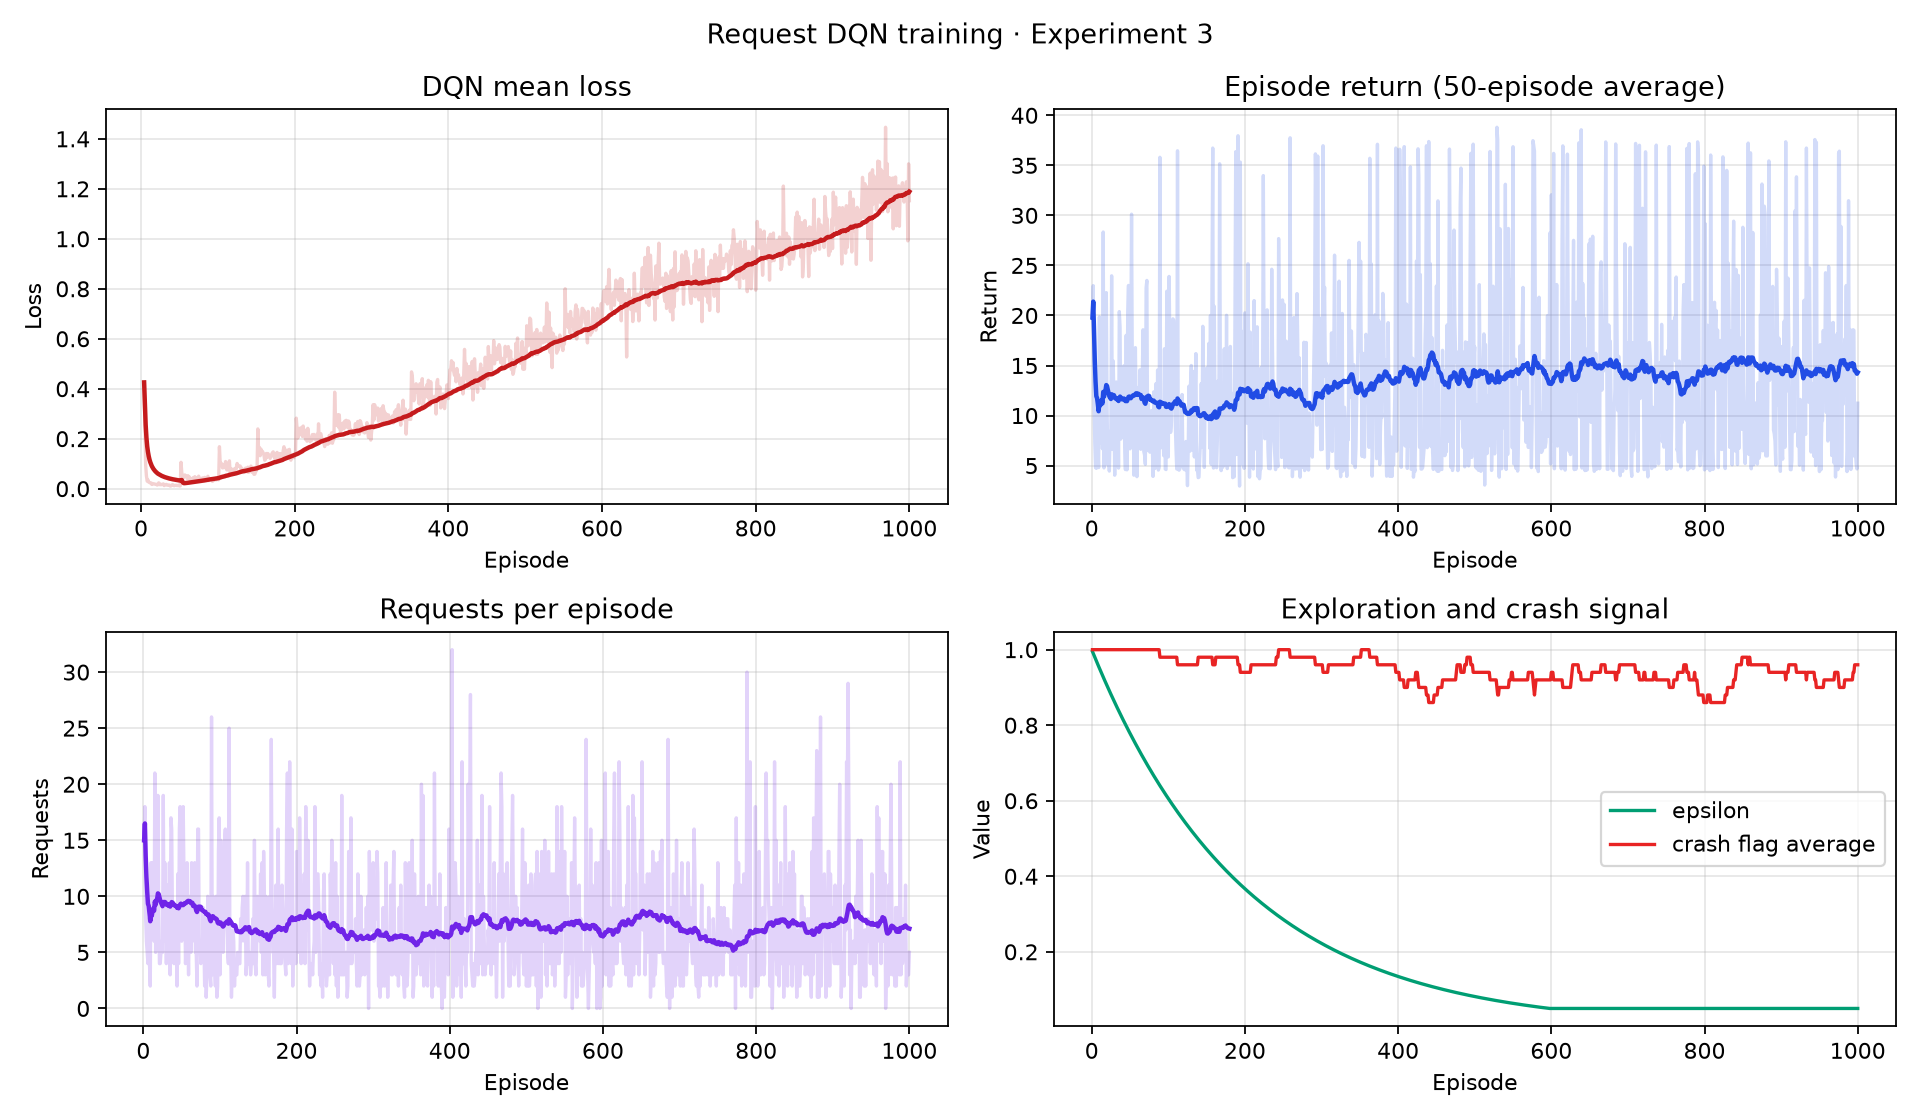 Request DQN training · Experiment 3
DQN mean loss
Loss
1.4
1.2
1.0
0.8
0.6
0.4
0.2
0.0
0 200 400 600 800 1000
Episode
Episode return (50-episode average)
Return
40
35
30
25
20
15
10
5
0 200 400 600 800 1000
Episode
Requests per episode
Requests
30
25
20
15
10
5
0
0 200 400 600 800 1000
Episode
Exploration and crash signal
Value
1.0
0.8
0.6
0.4
0.2
epsilon
crash flag average
0 200 400 600 800 1000
Episode